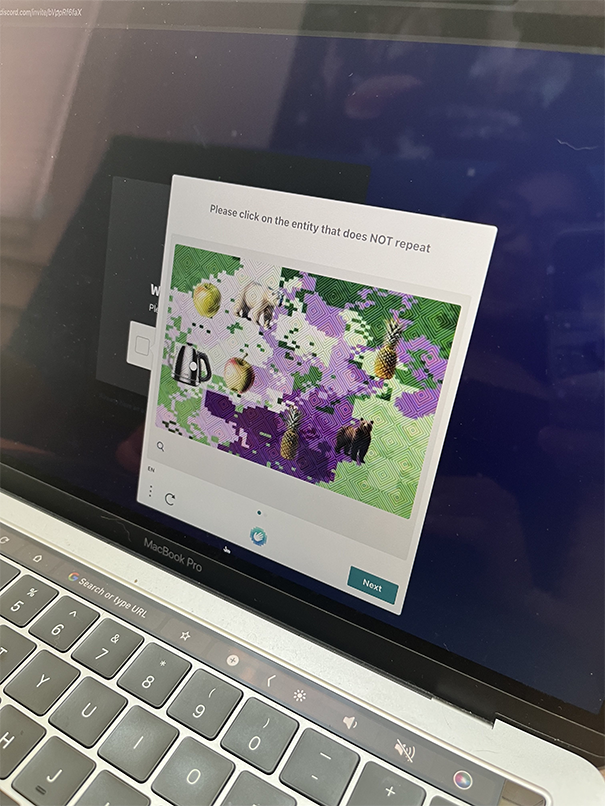 discord.com/invite/bVppRf6faX
Please click on the entity that does NOT repeat
W
EN
Next
MacBook Pro
Search or type URL
%
5
^
6
&
7
*
8
(
9
)
0
+
T
Y
U
I
O
H
J